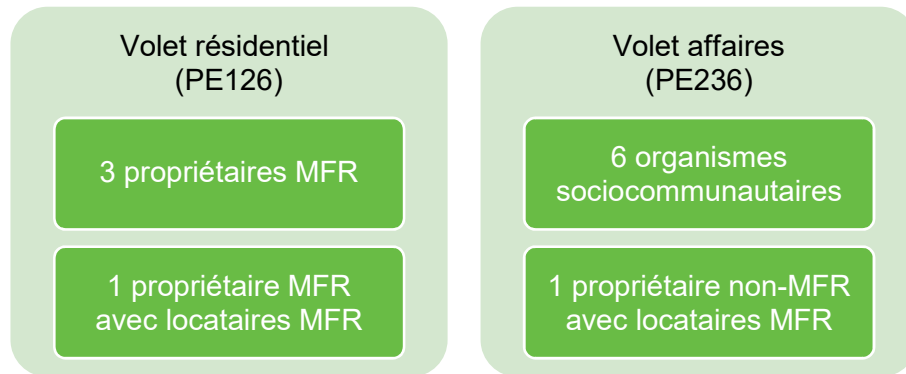 Volet résidentiel
(PE126)
3 propriétaires MFR
1 propriétaire MFR
avec locataires MFR
Volet affaires
(PE236)
6 organismes
sociocommunautaires
1 propriétaire non-MFR
avec locataires MFR